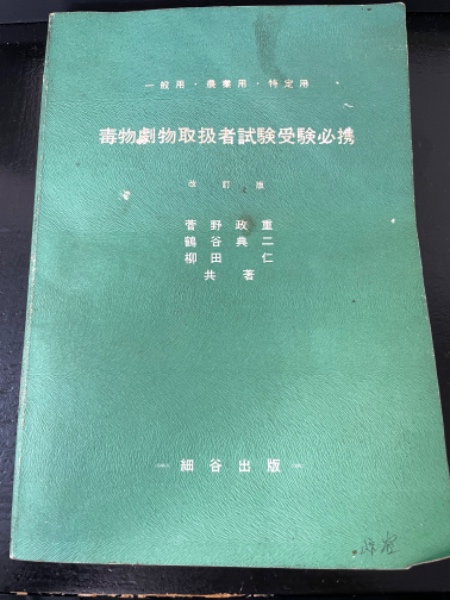 一般用・農業用・特定用
毒物劇物取扱者試験受験必携
改訂版
菅野政重
鶴谷典二
柳田仁
共著
細谷出版